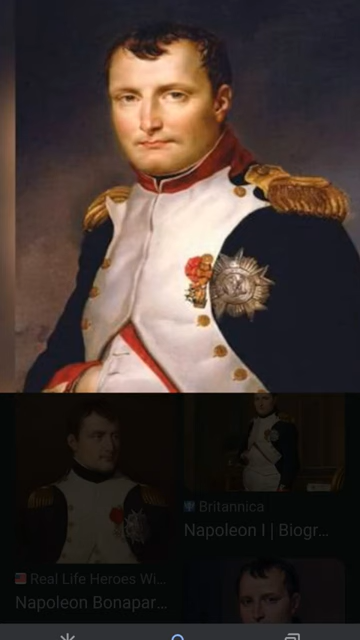 Britannica
Napoleon I | Biogr...
Real Life Heroes Wi...
Napoleon Bonapar...